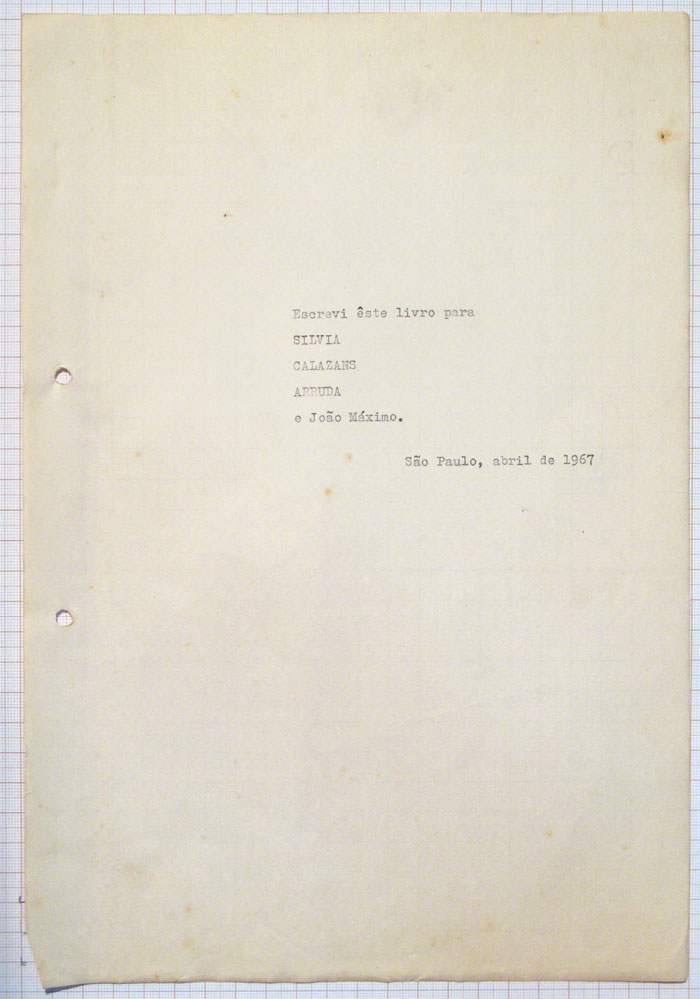 Escrevi êste livro para
SILVIA
CALAZANS
ARRUDA
e João Máximo.
São Paulo, abril de 1967